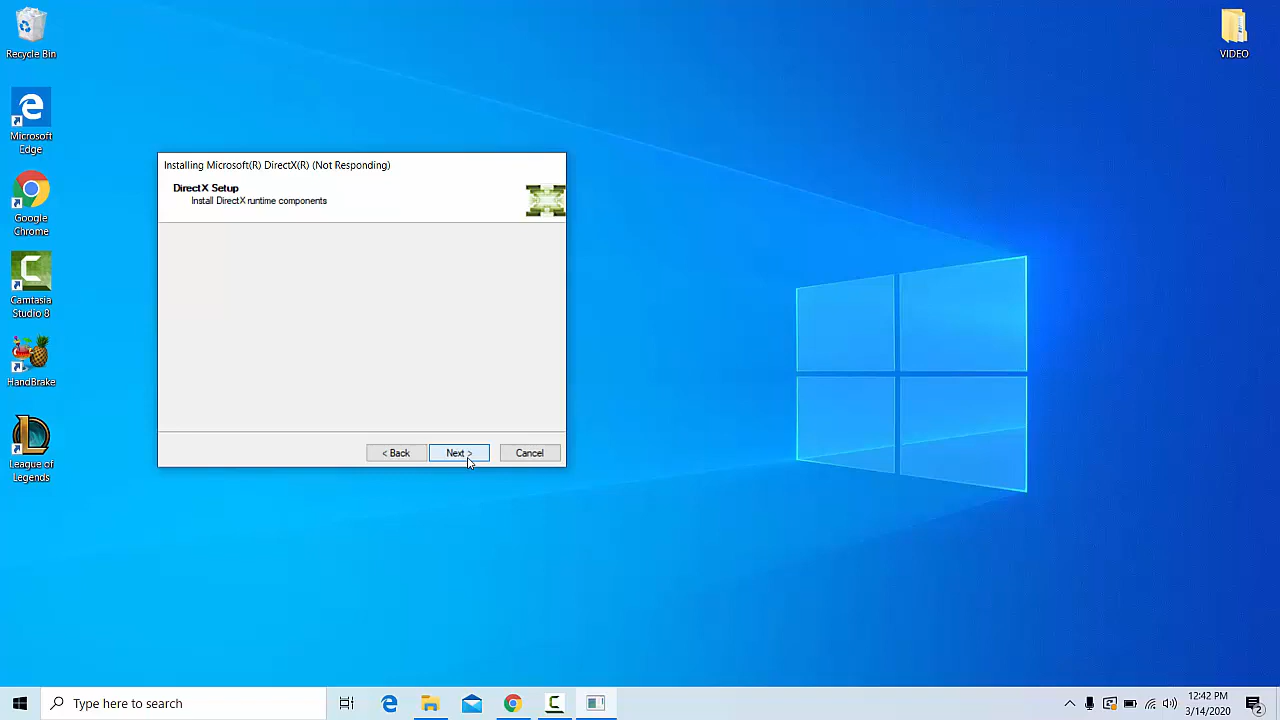 Recycle Bin
Microsoft
Edge
Google
Chrome
Camtasia
Studio 8
HandBrake
League of
Legends
VIDEO
Installing Microsoft(R) DirectX(R) (Not Responding)
DirectX Setup
Install DirectX runtime components
< Back
Next >
Cancel
Type here to search
12:42 PM
3/14/2020
2